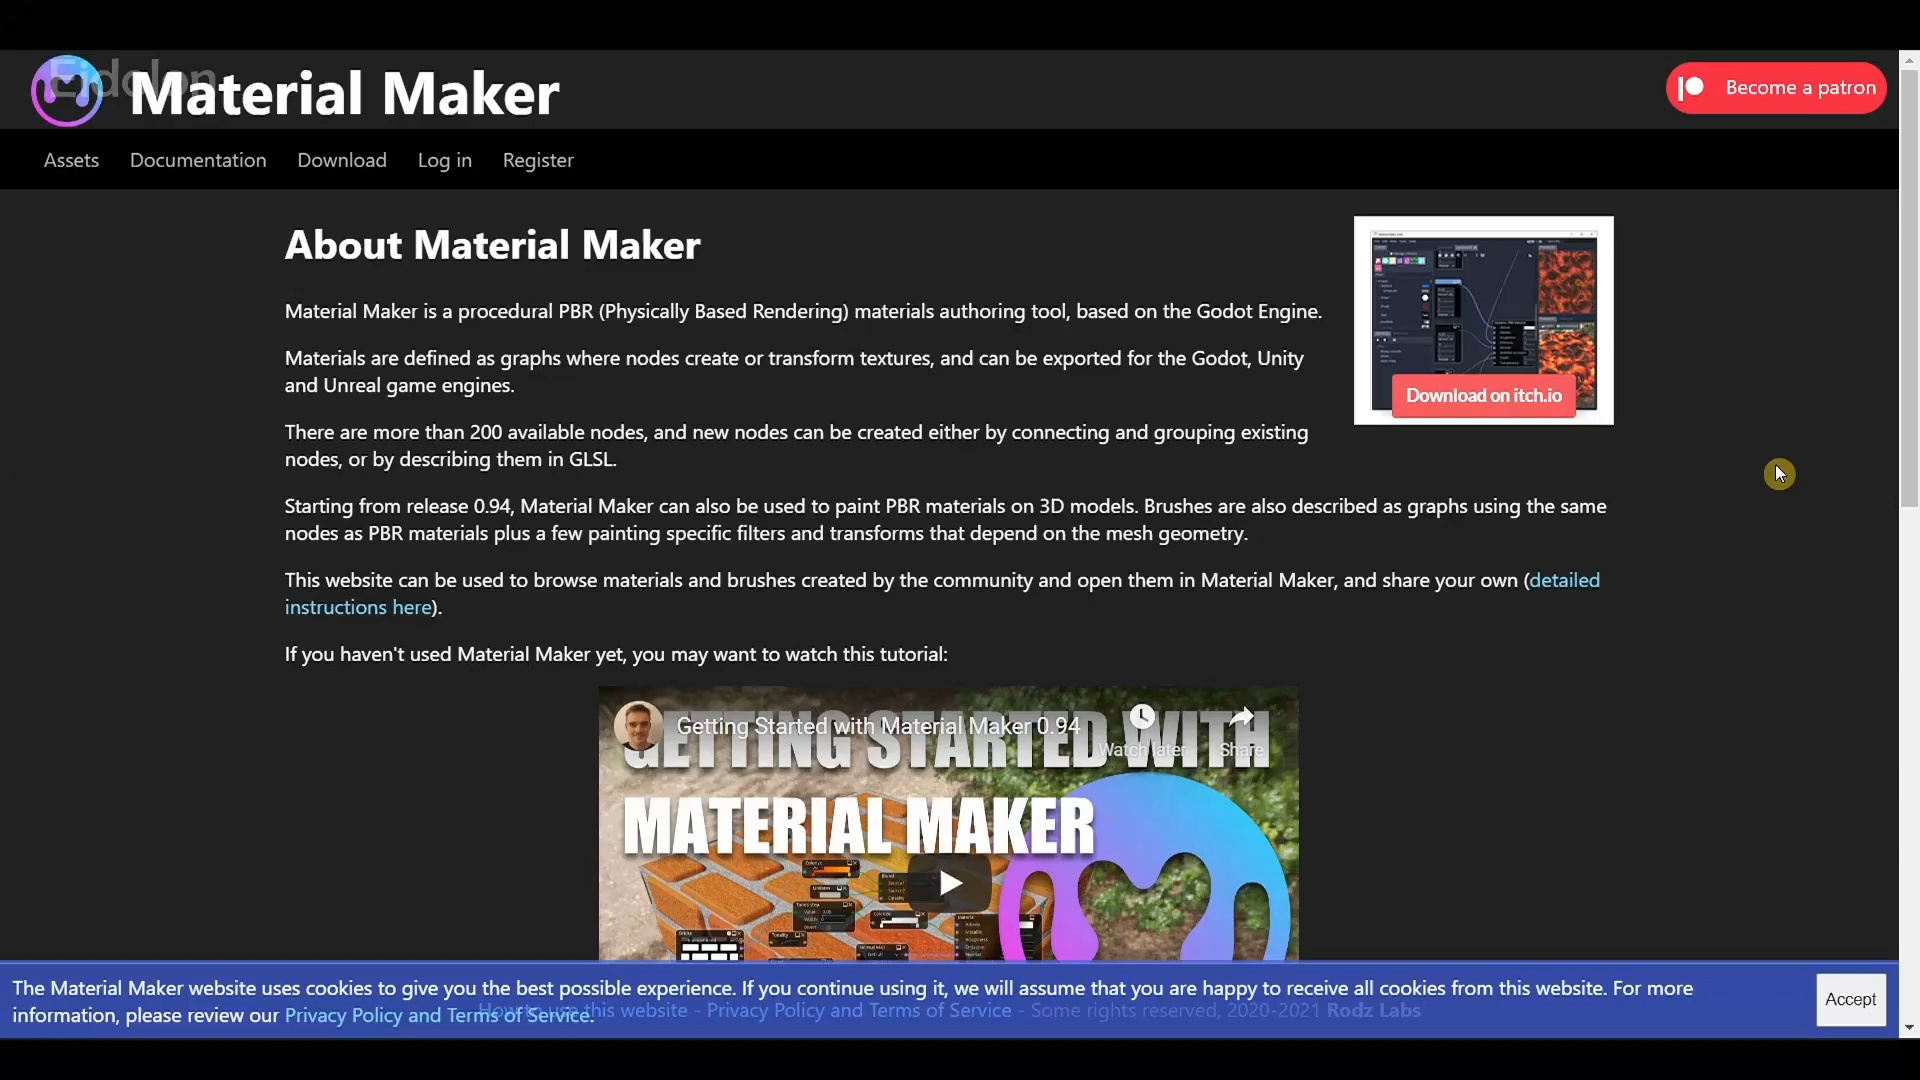 Eidolon
Material Maker
Become a patron
Assets Documentation Download Log in Register
About Material Maker
Material Maker is a procedural PBR (Physically Based Rendering) materials authoring tool, based on the Godot Engine.
Materials are defined as graphs where nodes create or transform textures, and can be exported for the Godot, Unity
and Unreal game engines.
Download on itch.io
There are more than 200 available nodes, and new nodes can be created either by connecting and grouping existing
nodes, or by describing them in GLSL.
Starting from release 0.94, Material Maker can also be used to paint PBR materials on 3D models. Brushes are also described as graphs using the same
nodes as PBR materials plus a few painting specific filters and transforms that depend on the mesh geometry.
This website can be used to browse materials and brushes created by the community and open them in Material Maker, and share your own (detailed
instructions here).
If you haven't used Material Maker yet, you may want to watch this tutorial:
Getting Started with Material Maker 0.94
Watch later Share
GETTING STARTED WITH
MATERIAL MAKER
The Material Maker website uses cookies to give you the best possible experience. If you continue using it, we will assume that you are happy to receive all cookies from this website. For more
information, please review our Privacy Policy and Terms of Service.
How to use this website - Privacy Policy and Terms of Service - Some rights reserved, 2020-2021 Rodz Labs
Accept